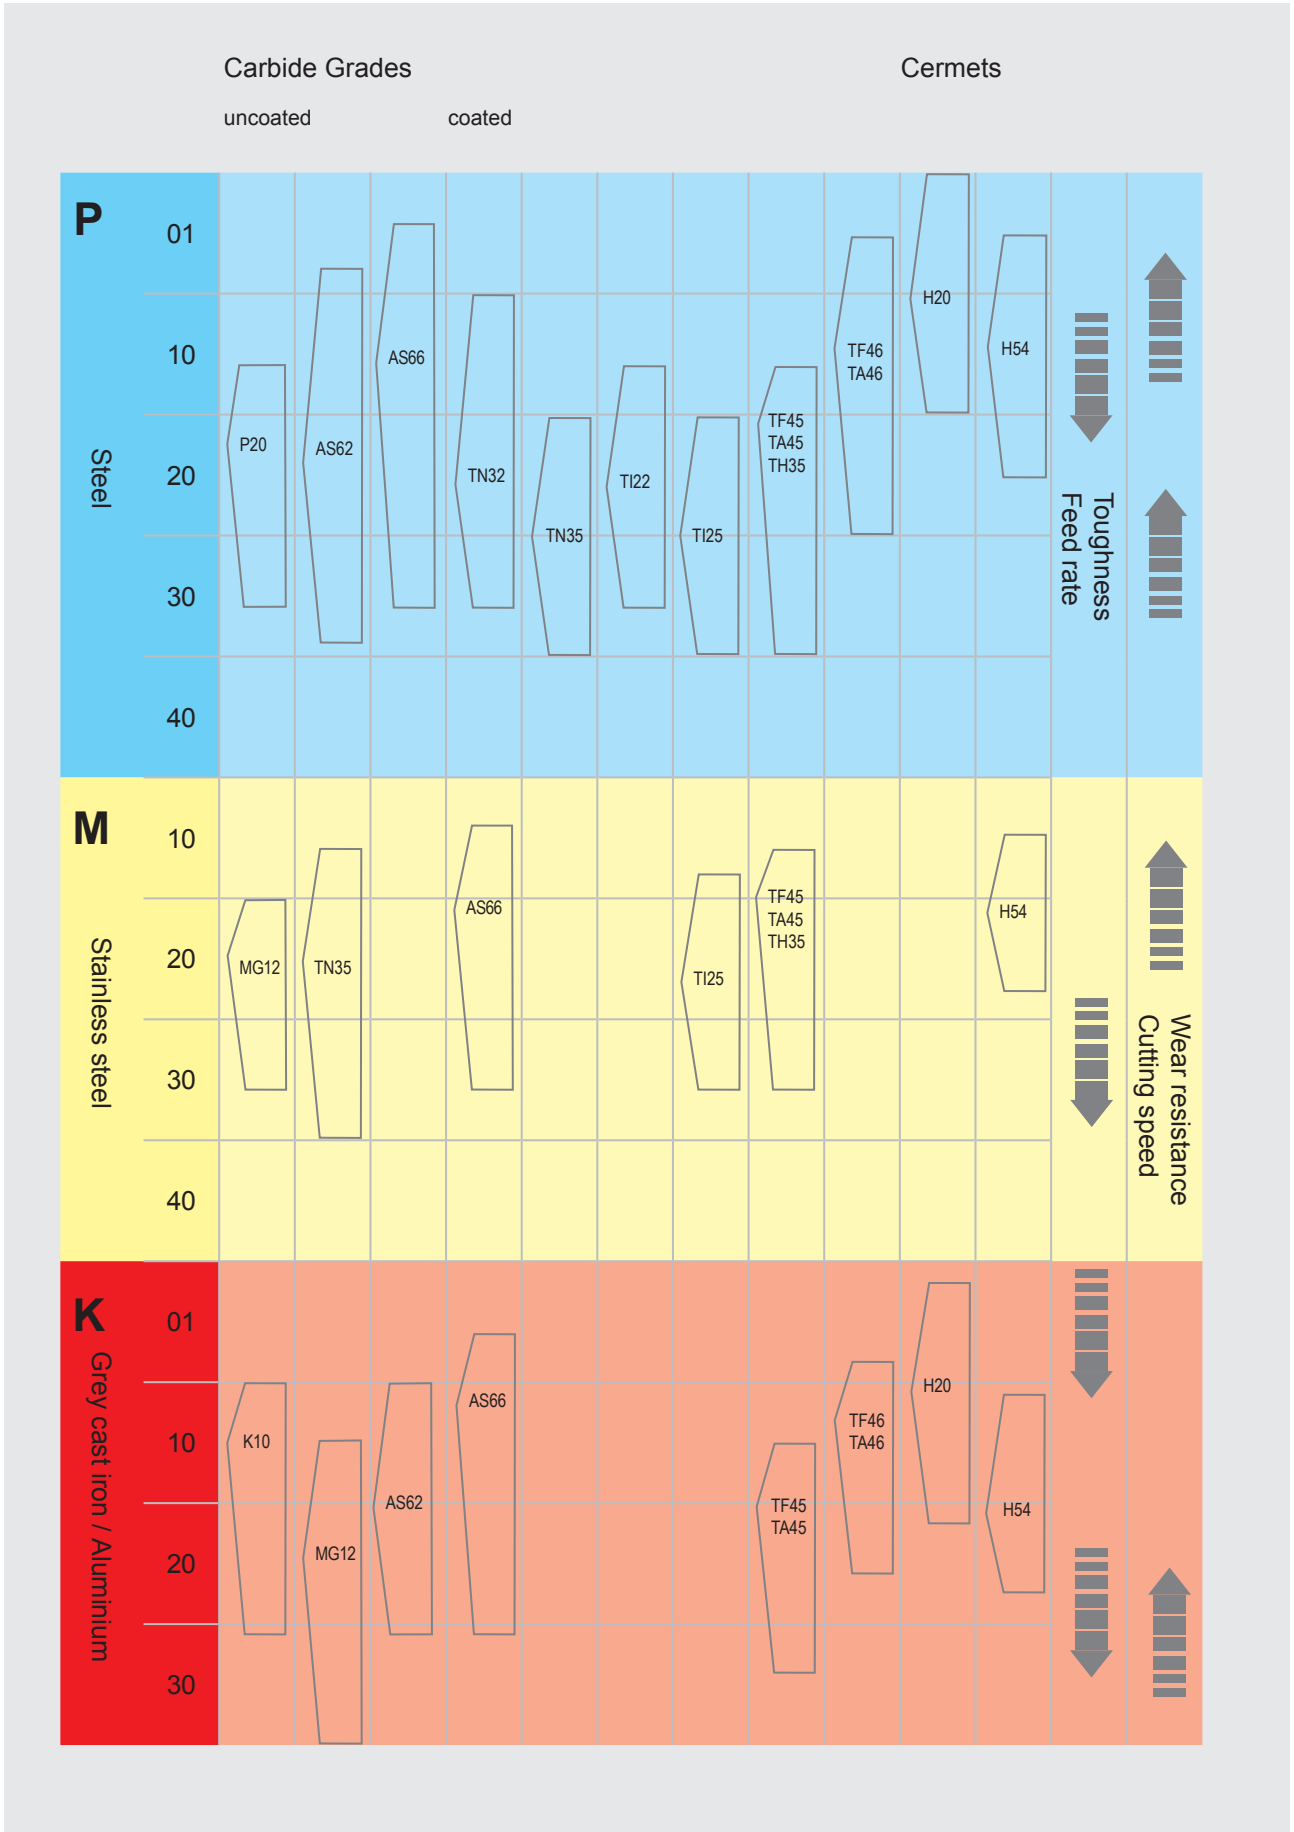 Carbide Grades
Cermets
uncoated
coated
P
Steel
01
10
20
30
40
P20
AS62
AS66
TN32
TN35
TI22
TI25
TF45
TA45
TH35
TF46
TA46
H20
H54
Toughness
Feed rate
M
Stainless steel
10
20
30
40
MG12
TN35
AS66
TI25
TF45
TA45
TH35
H54
Wear resistance
Cutting speed
K
Grey cast iron / Aluminium
01
10
20
30
K10
MG12
AS62
AS66
TF45
TA45
TF46
TA46
H20
H54